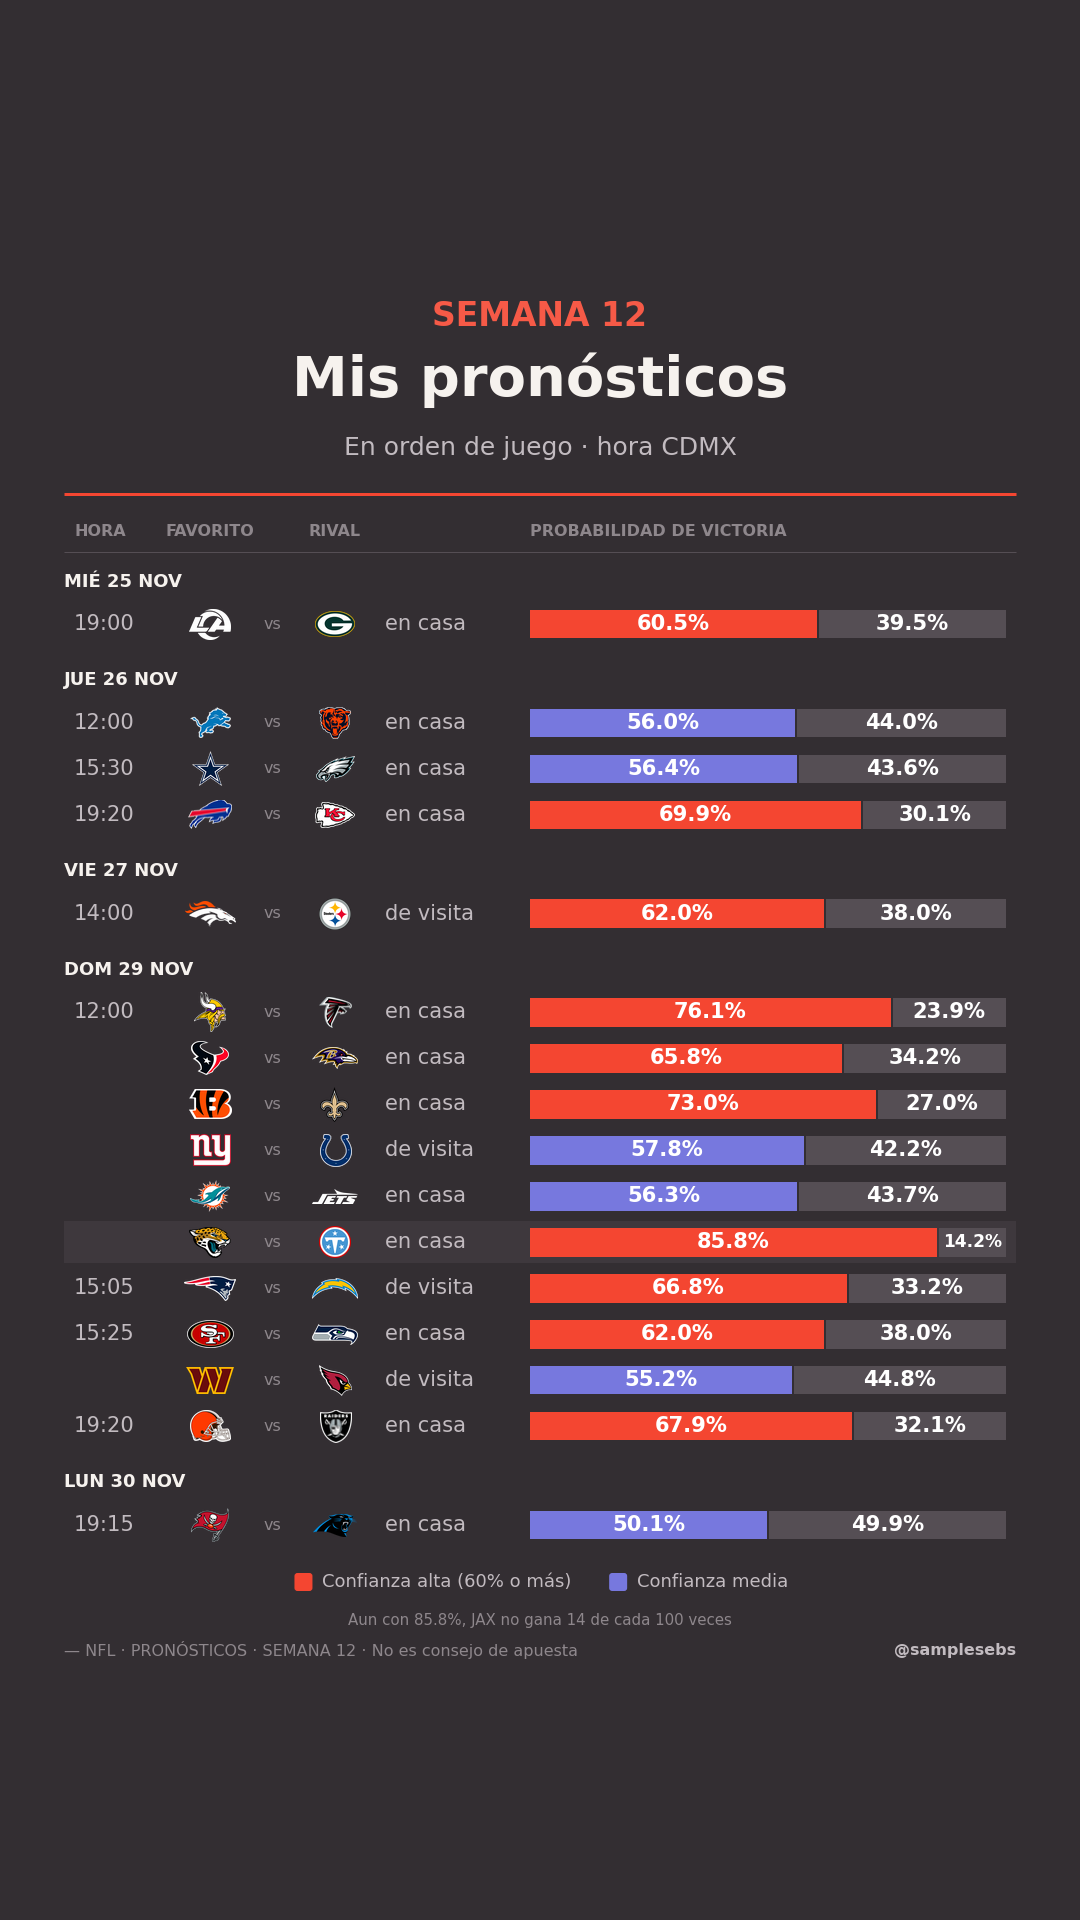 SEMANA 12
Mis pronósticos
En orden de juego · hora CDMX
HORA FAVORITO RIVAL PROBABILIDAD DE VICTORIA
MIÉ 25 NOV
19:00 LA vs G en casa 60.5% 39.5%
JUE 26 NOV
12:00 vs en casa 56.0% 44.0%
15:30 vs en casa 56.4% 43.6%
19:20 vs KC en casa 69.9% 30.1%
VIE 27 NOV
14:00 vs Steelers de visita 62.0% 38.0%
DOM 29 NOV
12:00 vs en casa 76.1% 23.9%
vs en casa 65.8% 34.2%
B vs en casa 73.0% 27.0%
ny vs de visita 57.8% 42.2%
vs JETS en casa 56.3% 43.7%
vs T en casa 85.8% 14.2%
15:05 vs de visita 66.8% 33.2%
15:25 SF vs en casa 62.0% 38.0%
W vs de visita 55.2% 44.8%
19:20 vs RAIDERS en casa 67.9% 32.1%
LUN 30 NOV
19:15 vs en casa 50.1% 49.9%
Confianza alta (60% o más) Confianza media
Aun con 85.8%, JAX no gana 14 de cada 100 veces
— NFL · PRONÓSTICOS · SEMANA 12 · No es consejo de apuesta @samplesebs